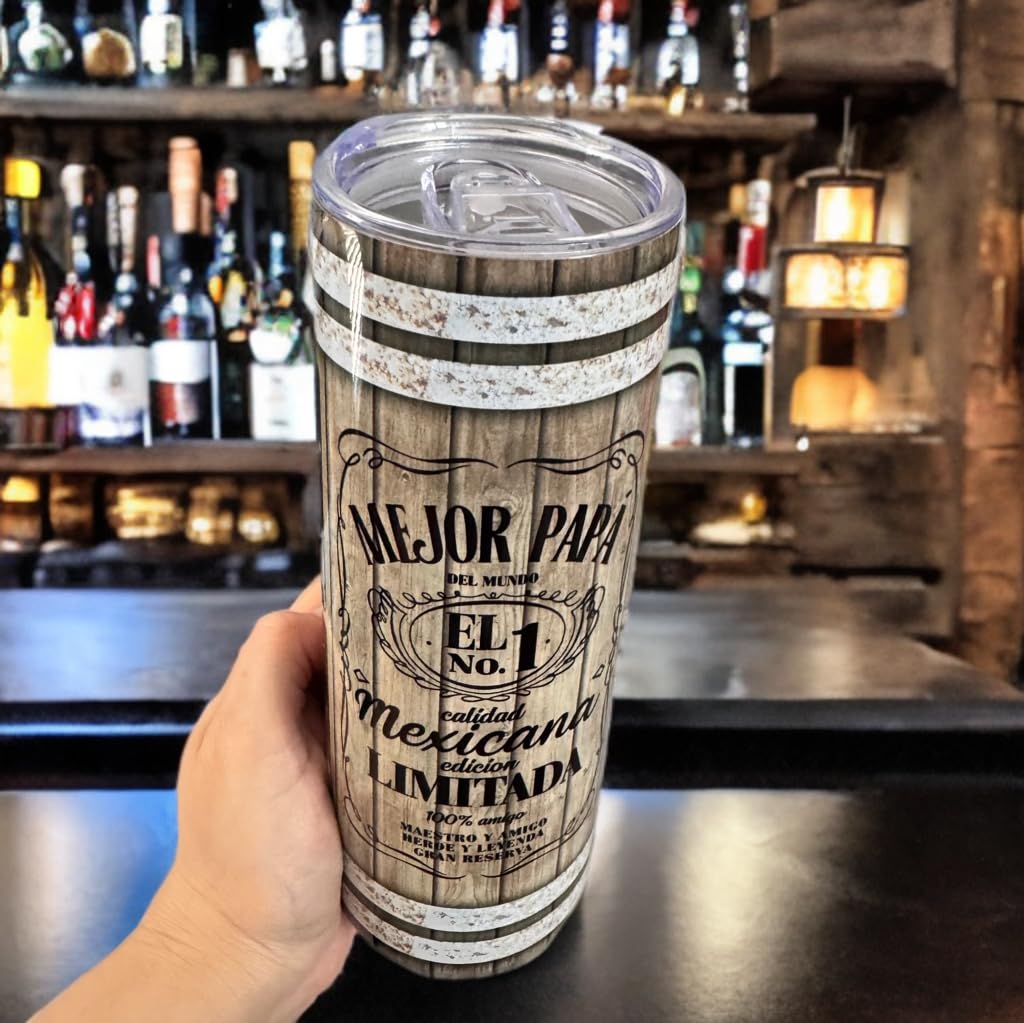 MEJOR PAPÁ
DEL MUNDO
EL
No. 1
calidad
Mexicana
edicion
LIMITADA
100% amigo
MAESTRO Y AMIGO
HEROE Y LEYENDA
GRAN RESERVA